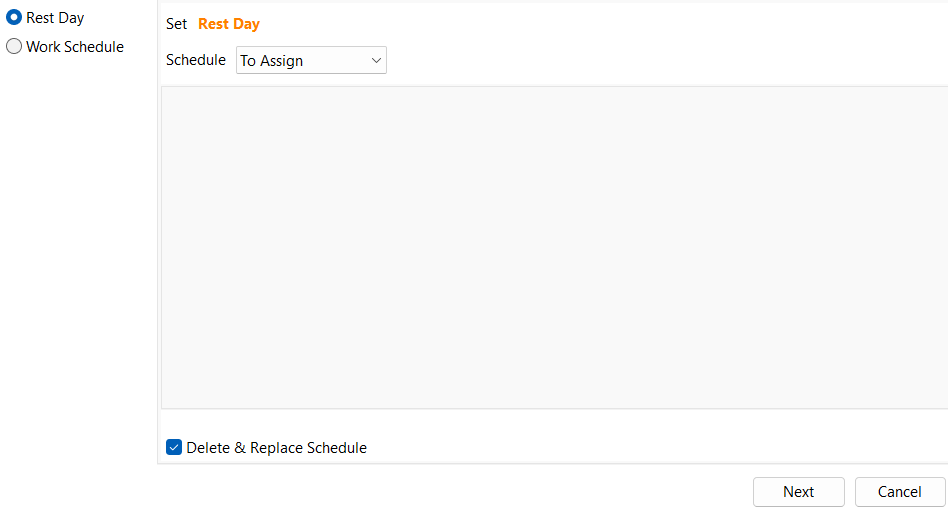 Rest Day
Work Schedule
Set Rest Day
Schedule To Assign
Delete & Replace Schedule
Next Cancel